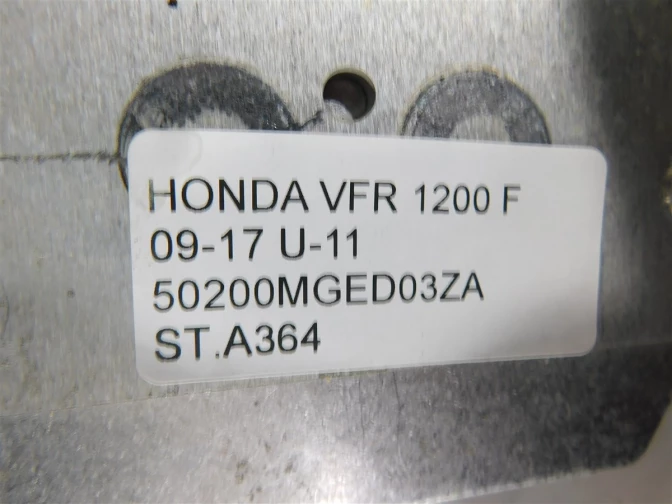 HONDA VFR 1200 F
09-17 U-11
50200MGED03ZA
ST.A364